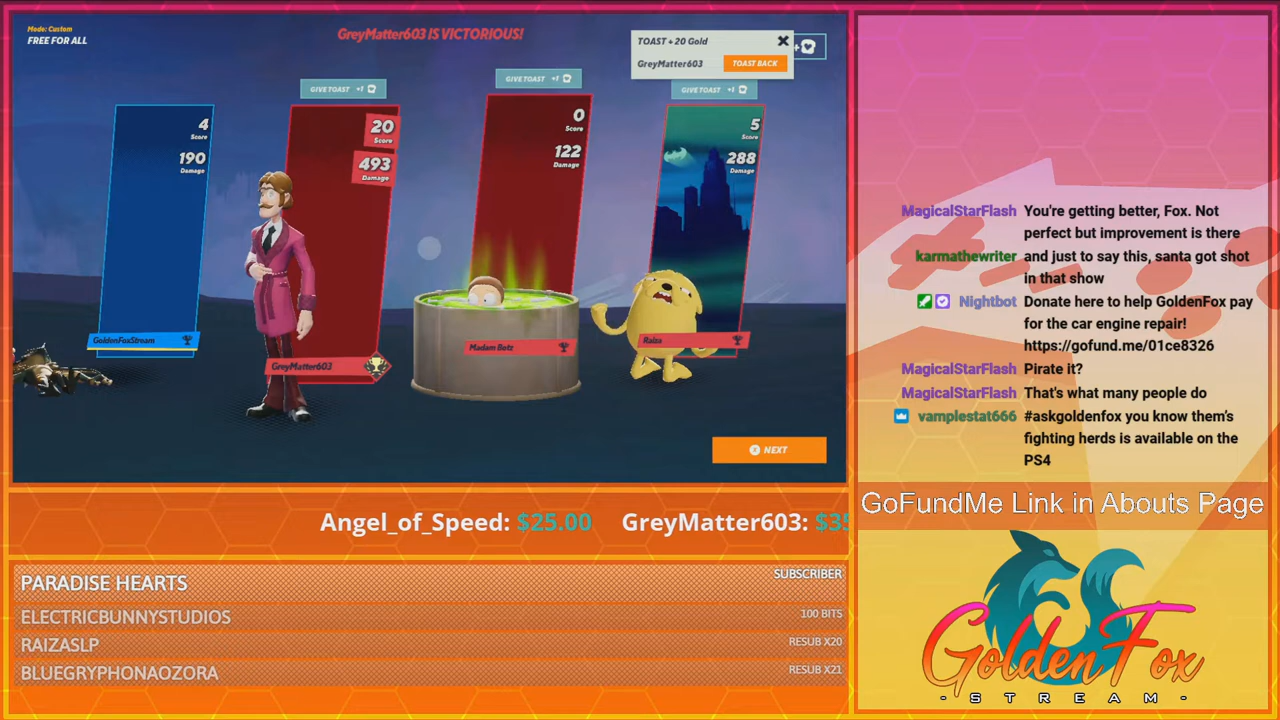 Mode: Custom
FREE FOR ALL
GreyMatter603 IS VICTORIOUS!
TOAST + 20 Gold
GreyMatter603
TOAST BACK
GIVE TOAST +1
GIVE TOAST +1
GIVE TOAST +1
4
Score
190
Damage
20
Score
493
Damage
0
Score
122
Damage
5
Score
288
Damage
GoldenFoxStream
GreyMatter603
Madam Botz
Raiza
NEXT
MagicalStarFlash You're getting better, Fox. Not
perfect but improvement is there
karmathewriter and just to say this, santa got shot
in that show
Nightbot Donate here to help GoldenFox pay
for the car engine repair!
https://gofund.me/01ce8326
MagicalStarFlash Pirate it?
MagicalStarFlash That's what many people do
vamplestat666 #askgoldenfox you know them's
fighting herds is available on the
PS4
GoFundMe Link in Abouts Page
Angel_of_Speed: $25.00 GreyMatter603: $35
PARADISE HEARTS SUBSCRIBER
ELECTRICBUNNYSTUDIOS 100 BITS
RAIZASLP RESUB X20
BLUEGRYPHONAOZORA RESUB X21
GoldenFox
- STREAM -